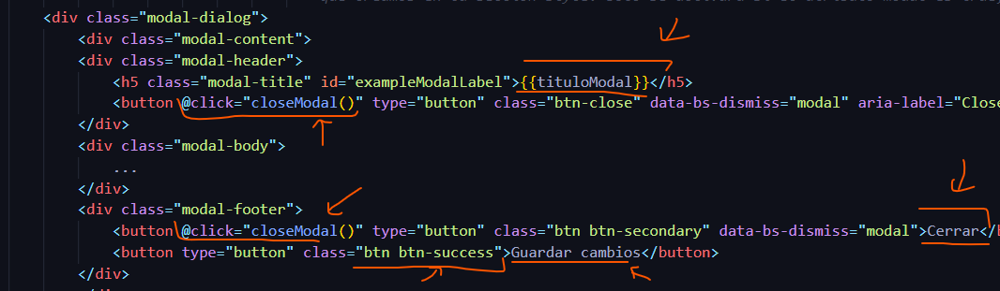 <div class="modal-dialog">
<div class="modal-content">
<div class="modal-header">
<h5 class="modal-title" id="exampleModalLabel">{{tituloModal}}</h5>
<button @click="closeModal()" type="button" class="btn-close" data-bs-dismiss="modal" aria-label="Close
</div>
<div class="modal-body">
...
</div>
<div class="modal-footer">
<button @click="closeModal()" type="button" class="btn btn-secondary" data-bs-dismiss="modal">Cerrar</b
<button type="button" class="btn btn-success">Guardar cambios</button>
</div>